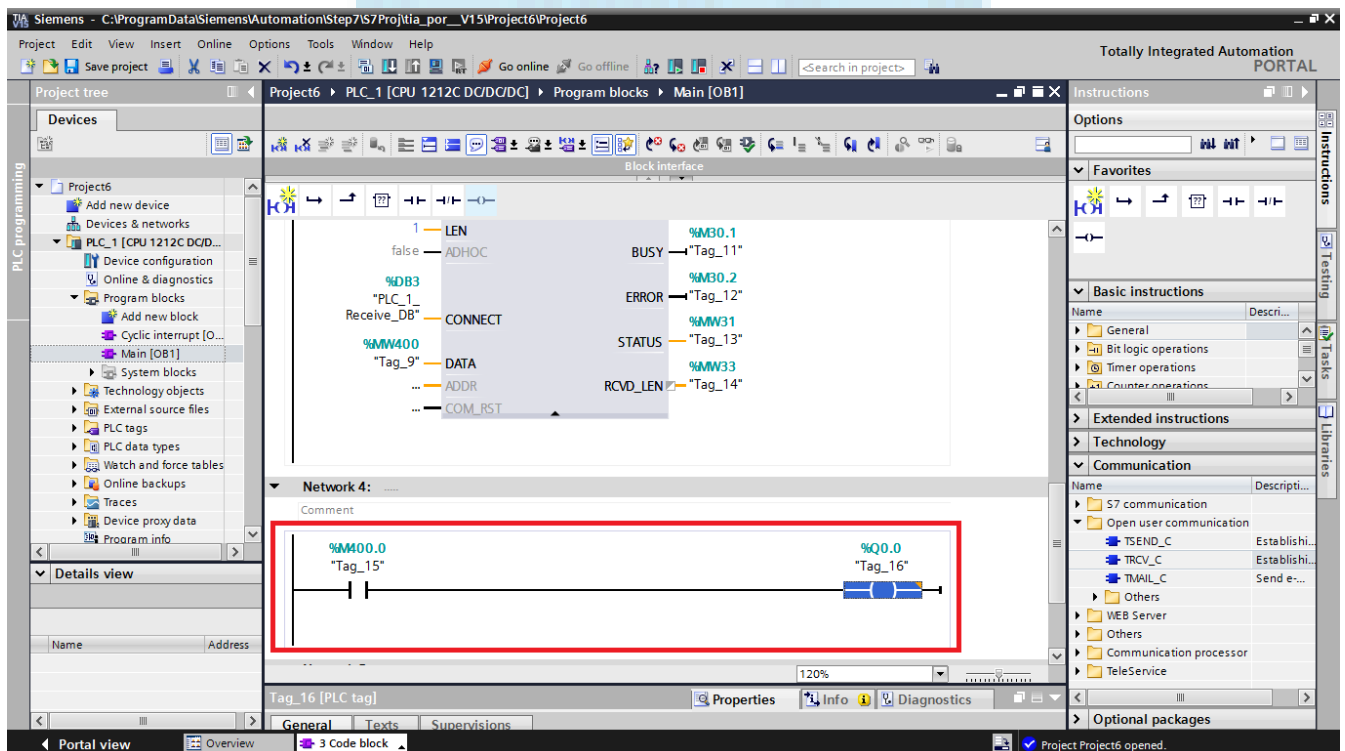 Siemens - C:\ProgramData\Siemens\Automation\Step7\S7Proj\tia_por__V15\Project6\Project6
Project Edit View Insert Online Options Tools Window Help
Totally Integrated Automation
PORTAL
Save project Go online Go offline <Search in project>
Project tree
Devices
Project6
Add new device
Devices & networks
PLC_1 [CPU 1212C DC/D...
Device configuration
Online & diagnostics
Program blocks
Add new block
Cyclic interrupt [O...
Main [OB1]
System blocks
Technology objects
External source files
PLC tags
PLC data types
Watch and force tables
Online backups
Traces
Device proxy data
Program info
Details view
Name Address
PLC programming
Project6 PLC_1 [CPU 1212C DC/DC/DC] Program blocks Main [OB1]
Block interface
1 LEN
false ADHOC
%DB3
"PLC_1_
Receive_DB" CONNECT
%MW400
"Tag_9" DATA
... ADDR
... COM_RST
%M30.1
BUSY "Tag_11"
%M30.2
ERROR "Tag_12"
%MW31
STATUS "Tag_13"
%MW33
RCVD_LEN "Tag_14"
Network 4: .....
Comment
%M400.0 %Q0.0
"Tag_15" "Tag_16"
120%
Tag_16 [PLC tag] Properties Info Diagnostics
General Texts Supervisions
Instructions
Options
Favorites
Basic instructions
Name Descri...
General
Bit logic operations
Timer operations
Counter operations
Extended instructions
Technology
Communication
Name Descripti...
S7 communication
Open user communication
TSEND_C Establishi...
TRCV_C Establishi...
TMAIL_C Send e-...
Others
WEB Server
Others
Communication processor
TeleService
Optional packages
Instructions
Testing
Tasks
Libraries
Portal view Overview 3 Code block Project Project6 opened.